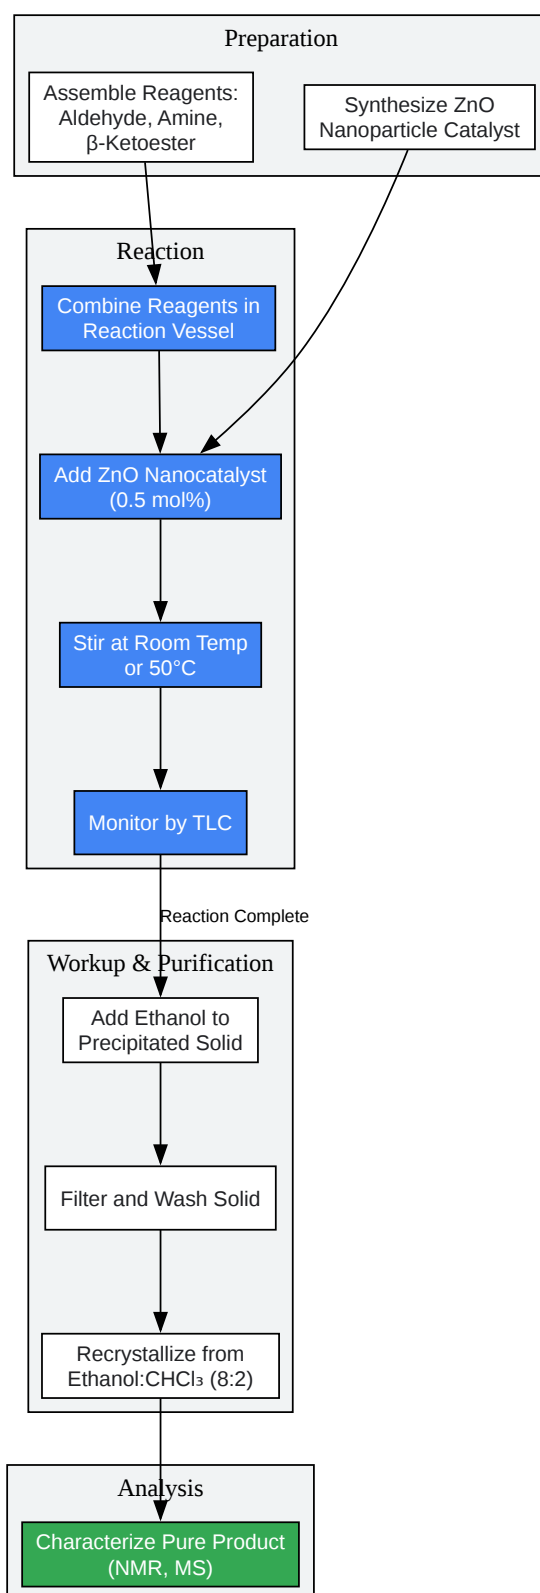 Preparation
Assemble Reagents:
Aldehyde, Amine,
β-Ketoester
Synthesize ZnO
Nanoparticle Catalyst
Reaction
Combine Reagents in
Reaction Vessel
Add ZnO Nanocatalyst
(0.5 mol%)
Stir at Room Temp
or 50°C
Monitor by TLC
Reaction Complete
Workup & Purification
Add Ethanol to
Precipitated Solid
Filter and Wash Solid
Recrystallize from
Ethanol:CHCl₃ (8:2)
Analysis
Characterize Pure Product
(NMR, MS)